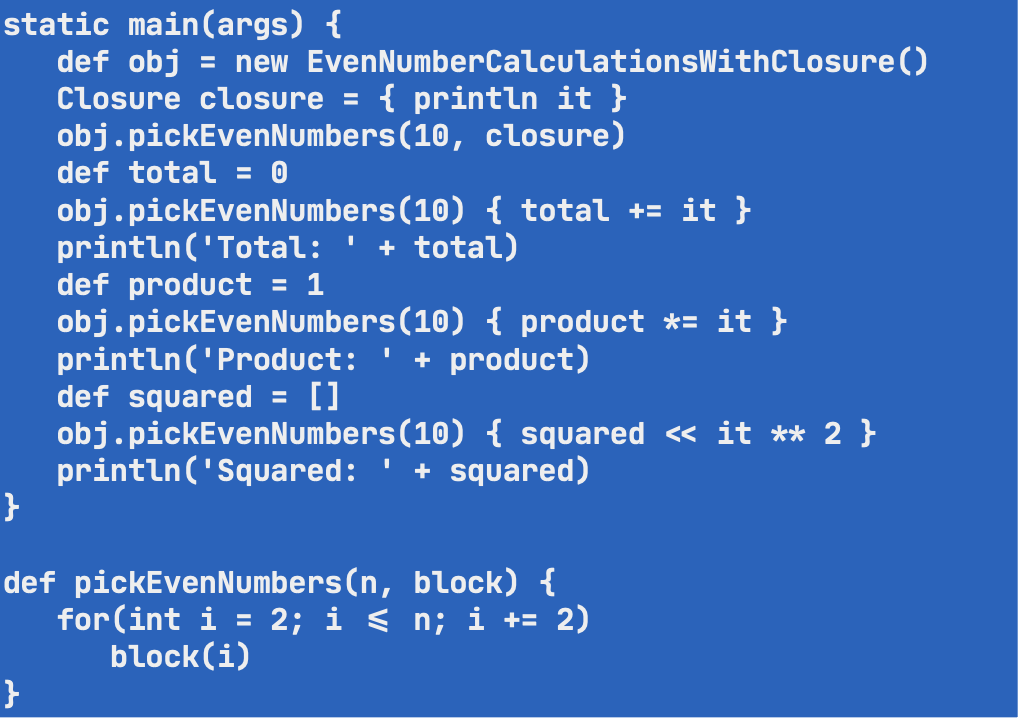 static main(args) {
   def obj = new EvenNumberCalculationsWithClosure()
   Closure closure = { println it }
   obj.pickEvenNumbers(10, closure)
   def total = 0
   obj.pickEvenNumbers(10) { total += it }
   println('Total: ' + total)
   def product = 1
   obj.pickEvenNumbers(10) { product *= it }
   println('Product: ' + product)
   def squared = []
   obj.pickEvenNumbers(10) { squared << it ** 2 }
   println('Squared: ' + squared)
}

def pickEvenNumbers(n, block) {
   for(int i = 2; i <= n; i += 2)
      block(i)
}